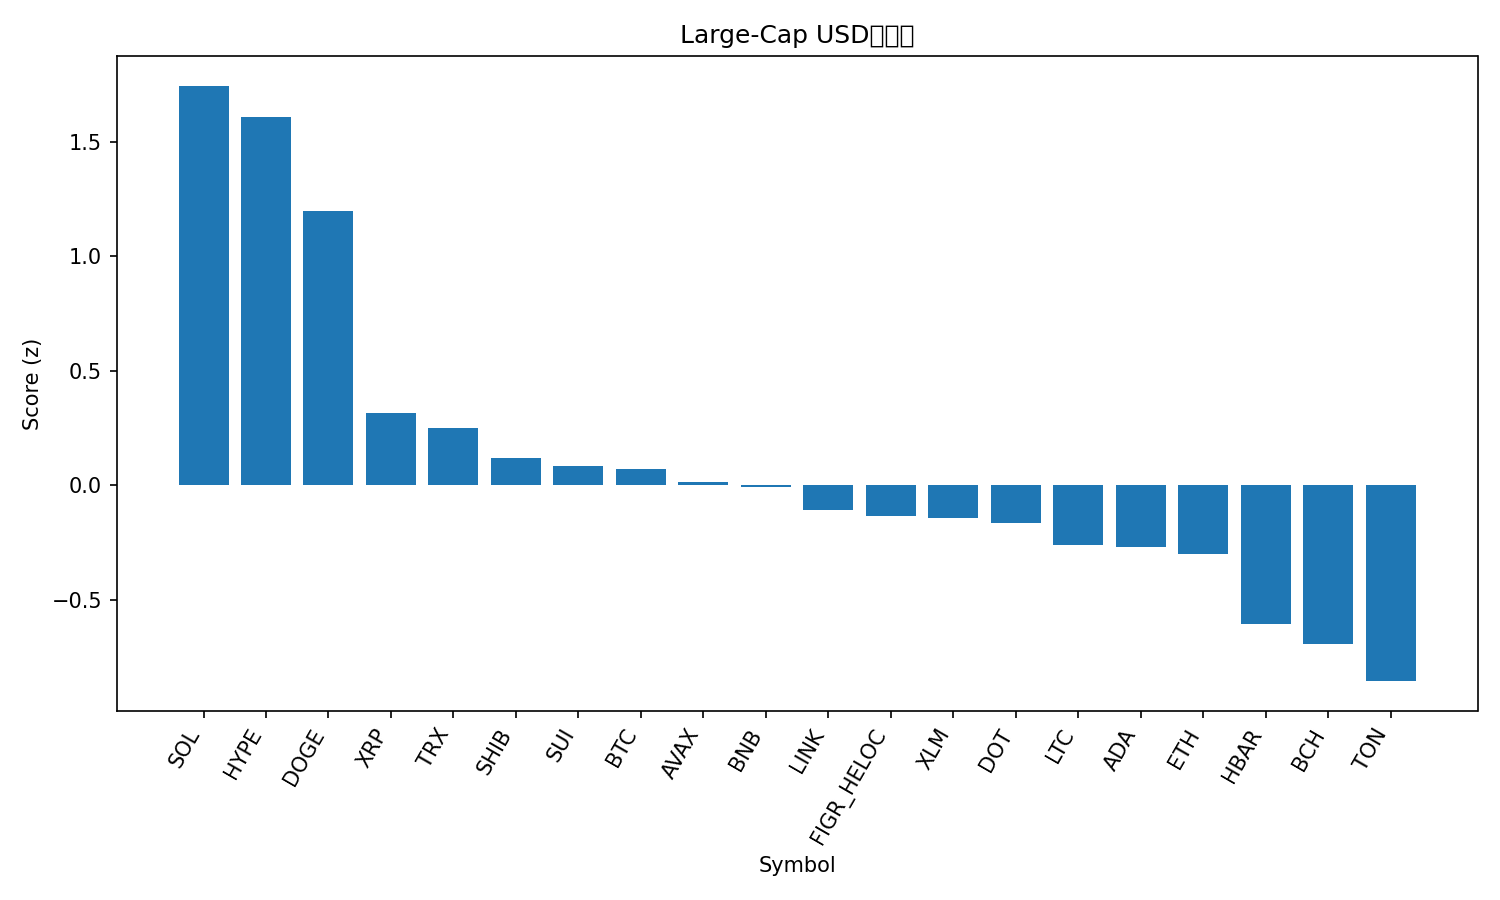 Large-Cap USD
Score (z)
1.5
1.0
0.5
0.0
−0.5
SOL
HYPE
DOGE
XRP
TRX
SHIB
SUI
BTC
AVAX
BNB
LINK
FIGR_HELOC
XLM
DOT
LTC
ADA
ETH
HBAR
BCH
TON
Symbol